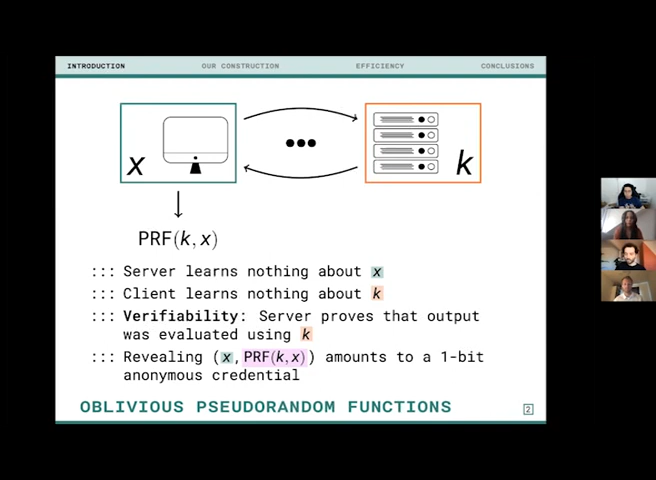 INTRODUCTION OUR CONSTRUCTION EFFICIENCY CONCLUSIONS
x k
PRF(k, x)
::: Server learns nothing about x
::: Client learns nothing about k
::: Verifiability: Server proves that output
was evaluated using k
::: Revealing (x, PRF(k, x)) amounts to a 1-bit
anonymous credential
OBLIVIOUS PSEUDORANDOM FUNCTIONS 2